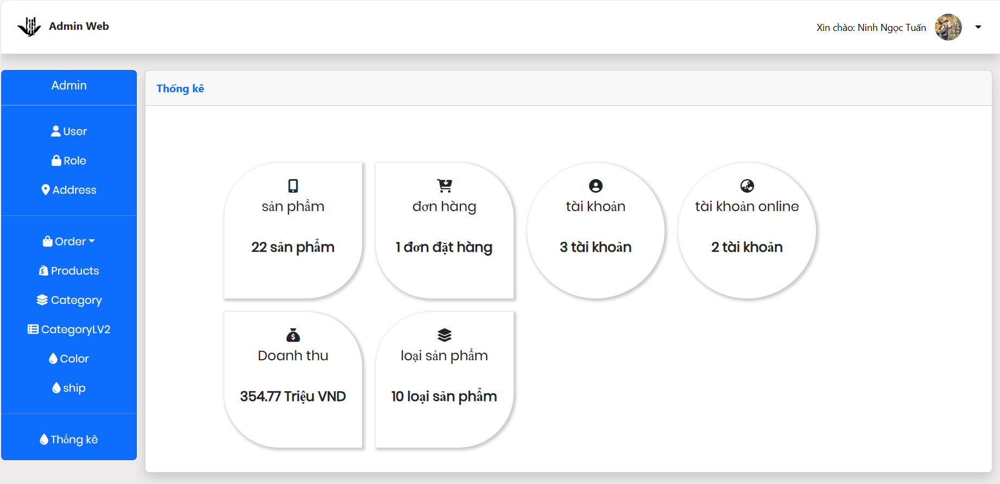 Admin Web
Xin chào: Ninh Ngọc Tuấn
Admin
User
Role
Address
Order
Products
Category
CategoryLV2
Color
ship
Thống kê
Thống kê
sản phẩm
22 sản phẩm
đơn hàng
1 đơn đặt hàng
tài khoản
3 tài khoản
tài khoản online
2 tài khoản
Doanh thu
354.77 Triệu VND
loại sản phẩm
10 loại sản phẩm